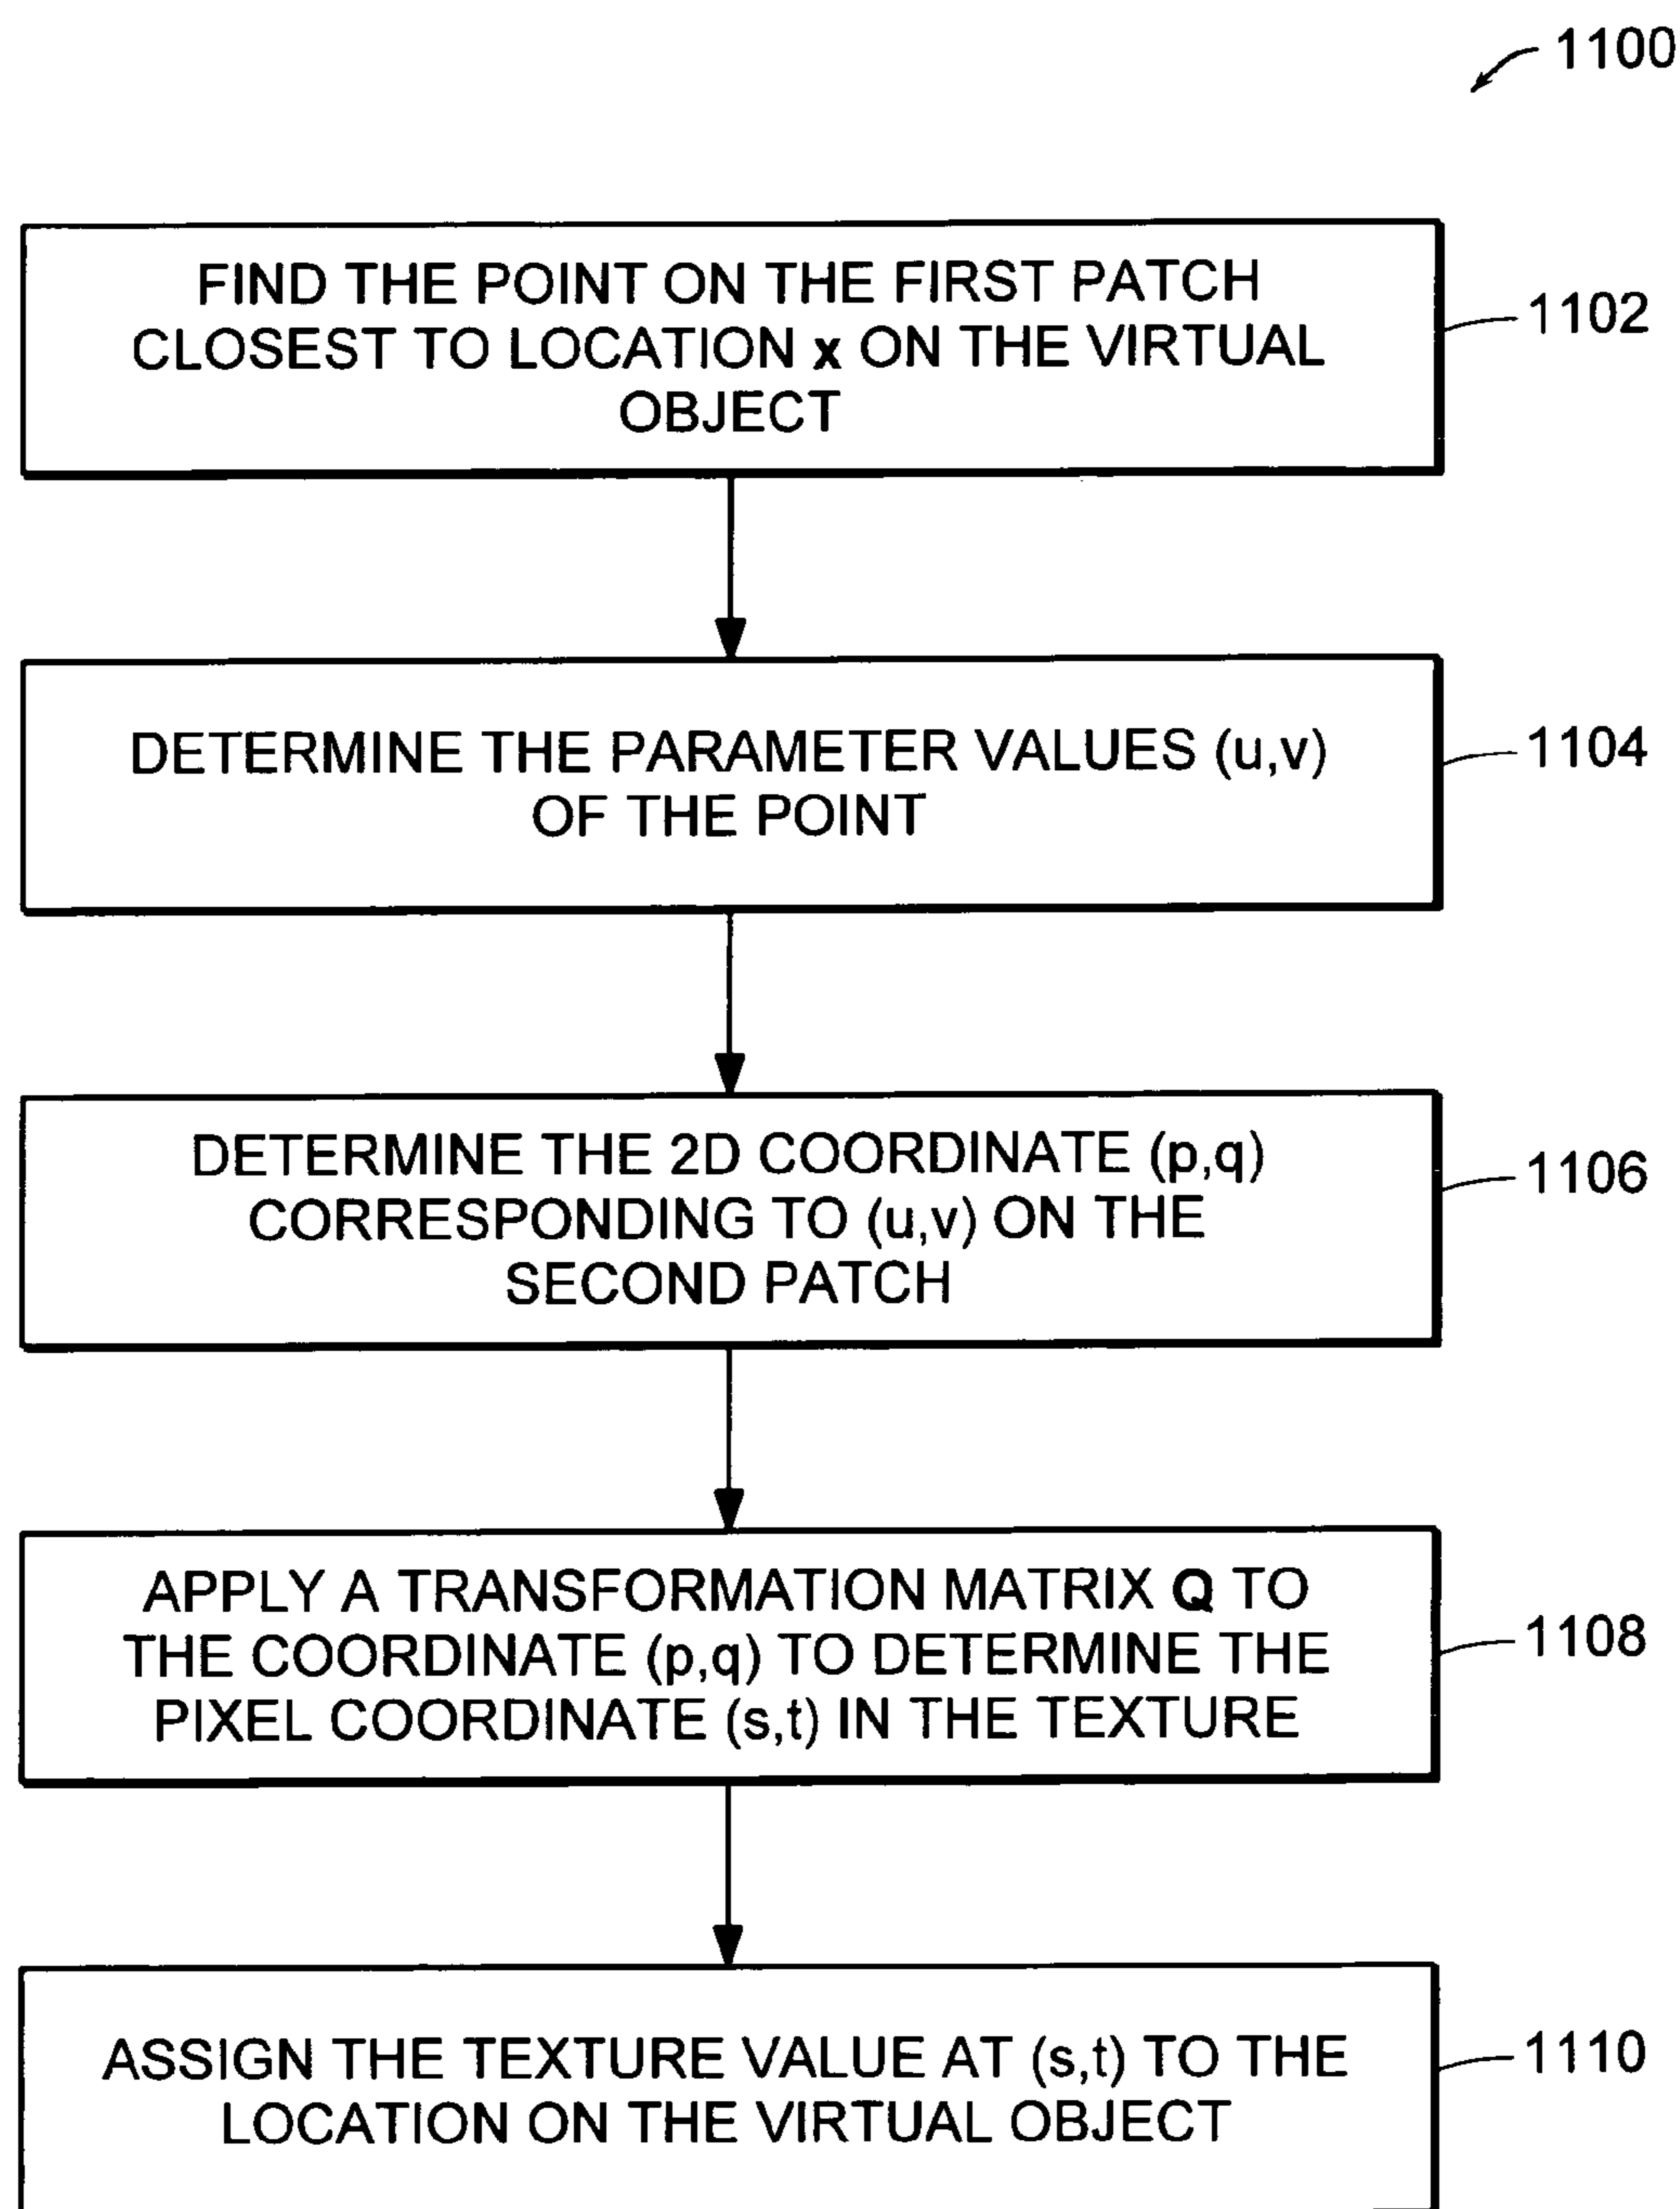 1100
FIND THE POINT ON THE FIRST PATCH
CLOSEST TO LOCATION x ON THE VIRTUAL
OBJECT
1102
DETERMINE THE PARAMETER VALUES (u,v)
OF THE POINT
1104
DETERMINE THE 2D COORDINATE (p,q)
CORRESPONDING TO (u,v) ON THE
SECOND PATCH
1106
APPLY A TRANSFORMATION MATRIX Q TO
THE COORDINATE (p,q) TO DETERMINE THE
PIXEL COORDINATE (s,t) IN THE TEXTURE
1108
ASSIGN THE TEXTURE VALUE AT (s,t) TO THE
LOCATION ON THE VIRTUAL OBJECT
1110